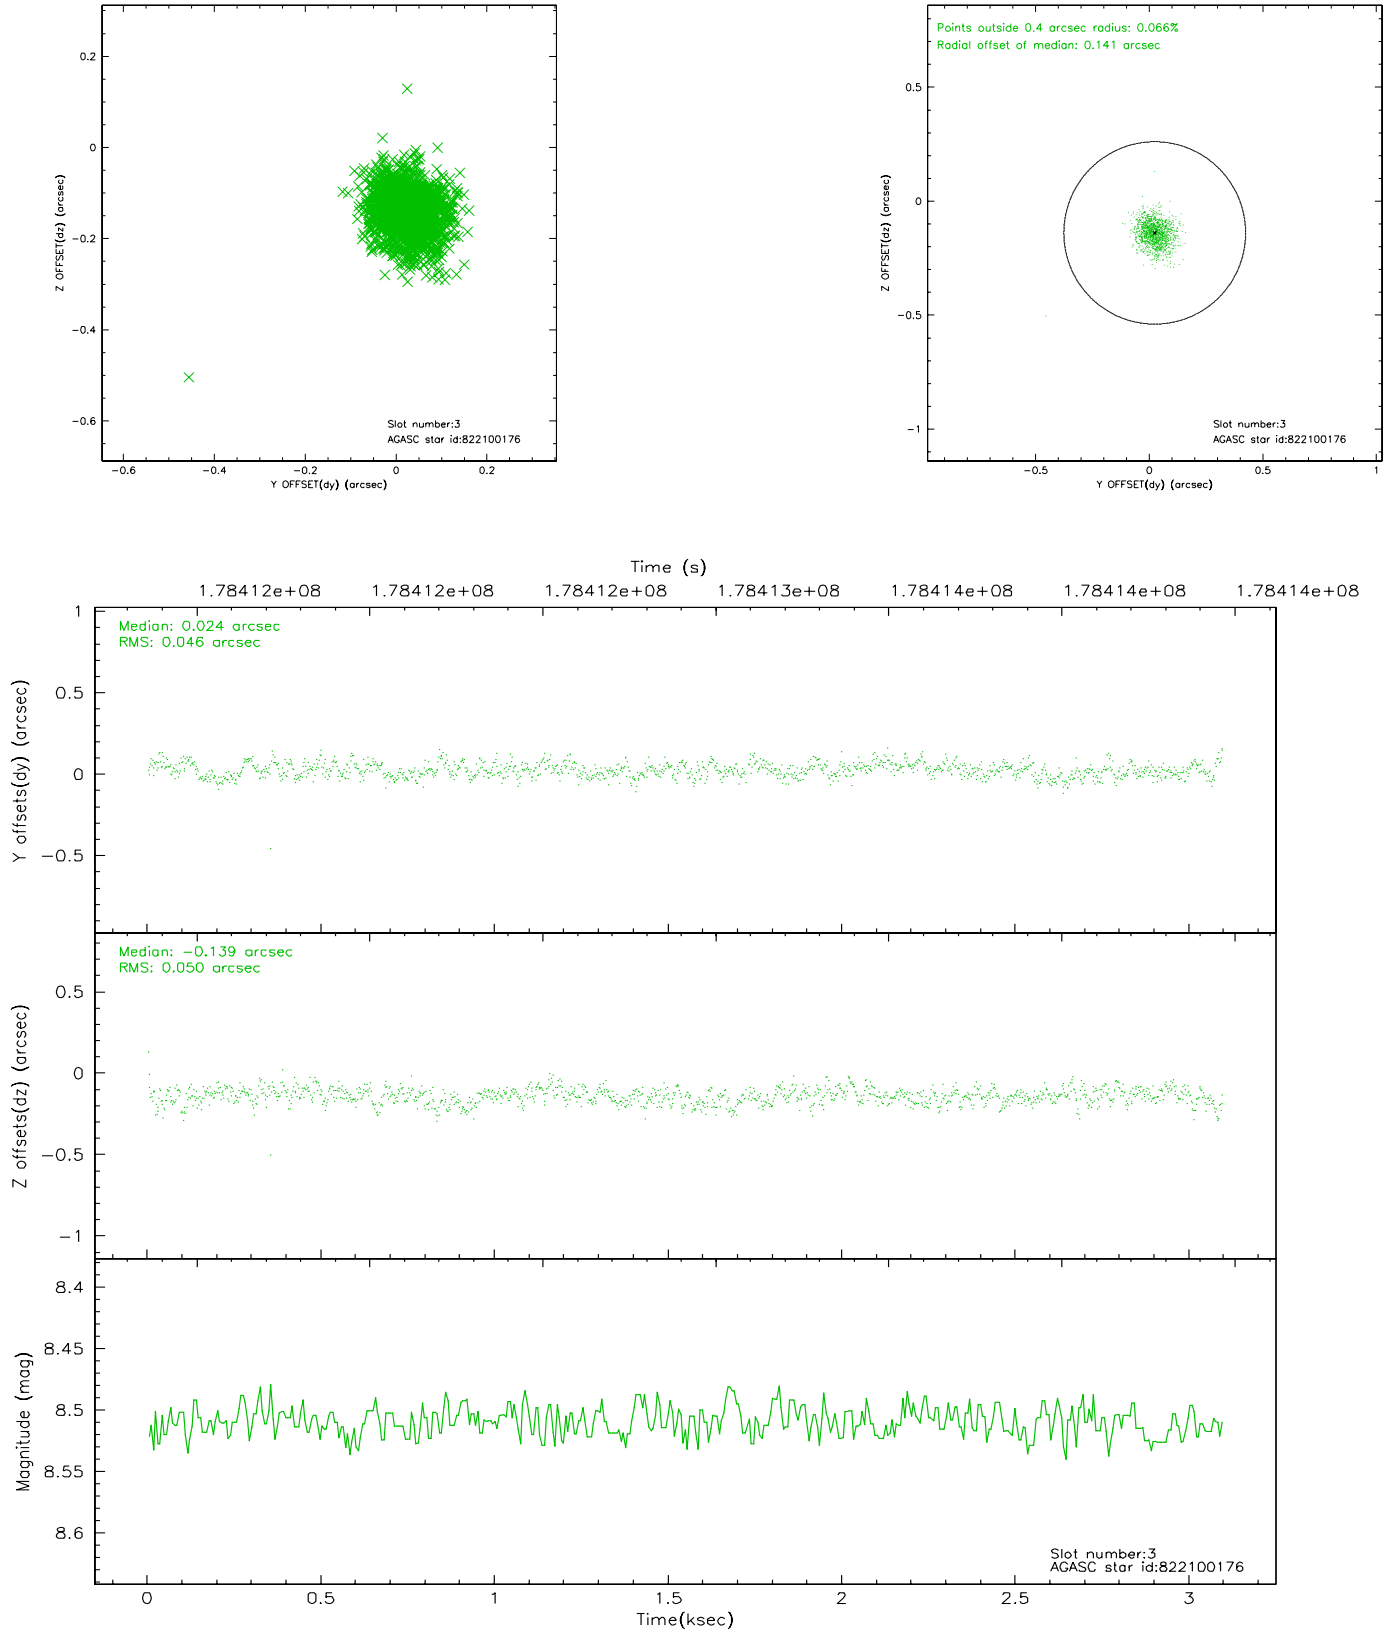 0.2
0
−0.2
−0.4
−0.6
Z OFFSET(dz) (arcsec)
Slot number:3
AGASC star id:822100176
−0.6 −0.4 −0.2 0 0.2
Y OFFSET(dy) (arcsec)
Points outside 0.4 arcsec radius: 0.066%
Radial offset of median: 0.141 arcsec
0.5
0
−0.5
−1
Z OFFSET(dz) (arcsec)
Slot number:3
AGASC star id:822100176
−0.5 0 0.5 1
Y OFFSET(dy) (arcsec)
Time (s)
1.78412e+08 1.78412e+08 1.78412e+08 1.78413e+08 1.78414e+08 1.78414e+08 1.78414e+08
Median: 0.024 arcsec
RMS: 0.046 arcsec
1
0.5
0
−0.5
Y offsets(dy) (arcsec)
Median: −0.139 arcsec
RMS: 0.050 arcsec
0.5
0
−0.5
−1
Z offsets(dz) (arcsec)
8.4
8.45
8.5
8.55
8.6
Magnitude (mag)
Slot number:3
AGASC star id:822100176
0 0.5 1 1.5 2 2.5 3
Time(ksec)